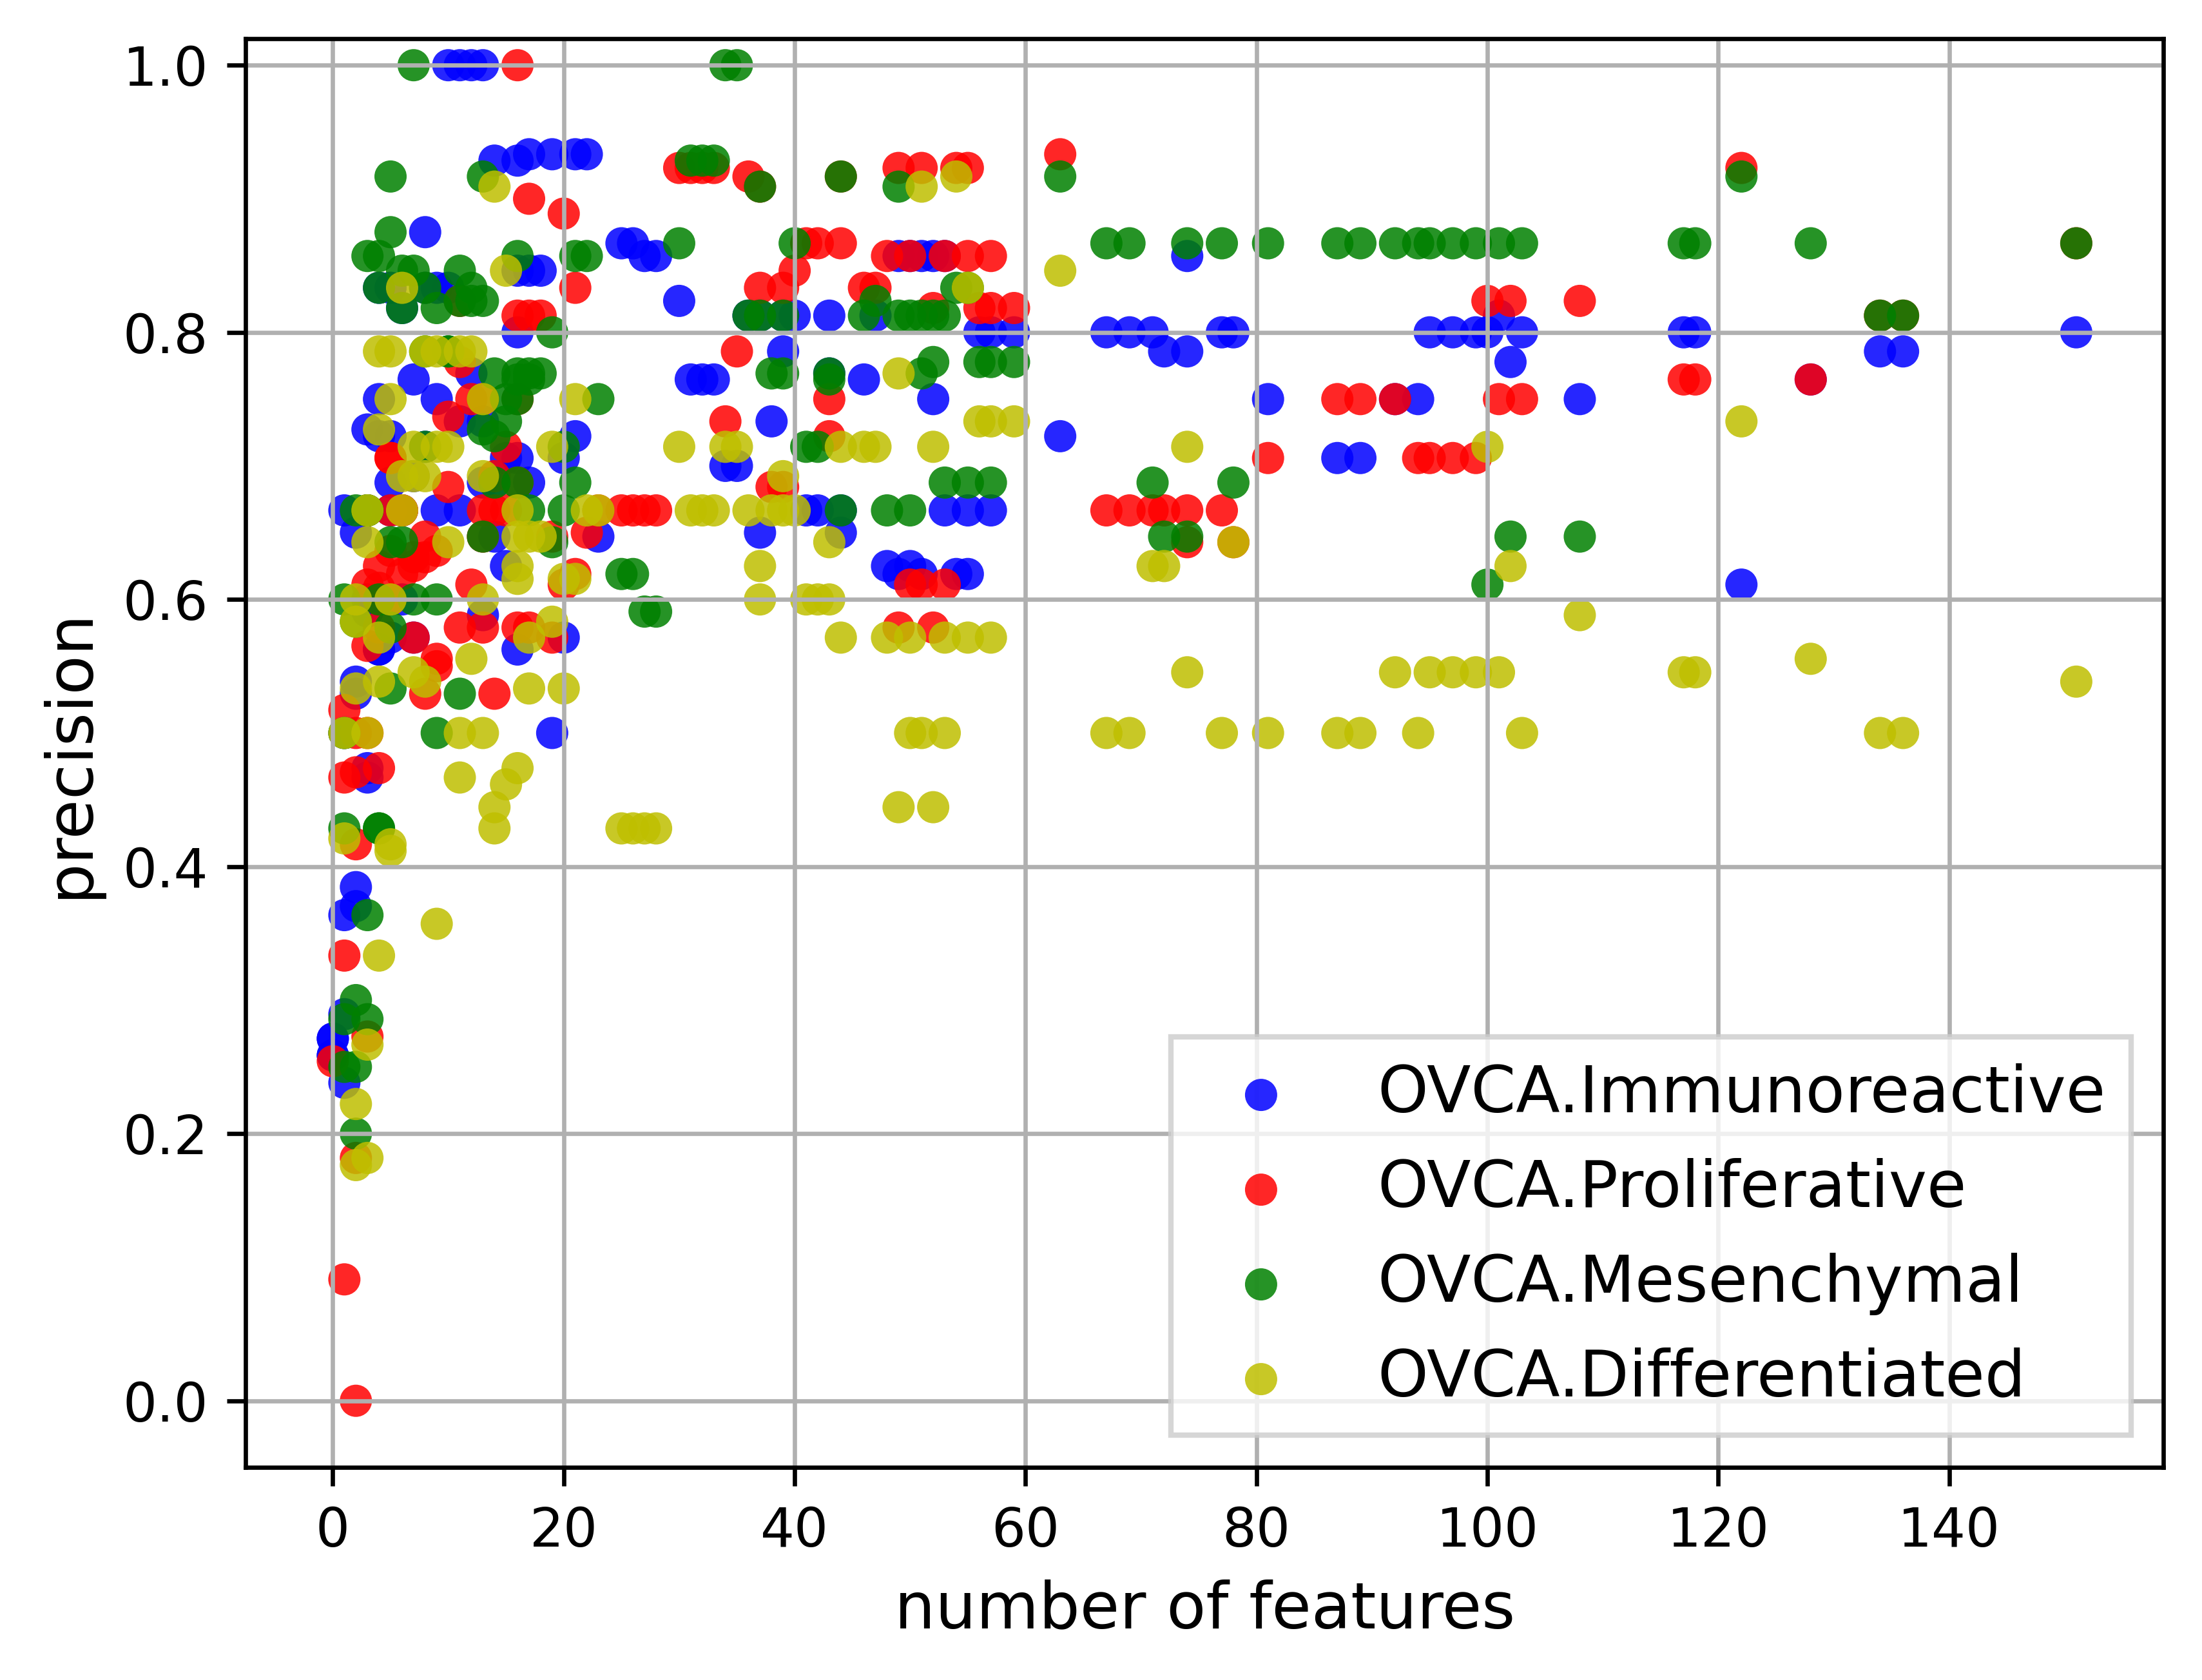 1.0
0.8
0.6
0.4
0.2
0.0
precision
0 20 40 60 80 100 120 140
number of features
OVCA.Immunoreactive
OVCA.Proliferative
OVCA.Mesenchymal
OVCA.Differentiated